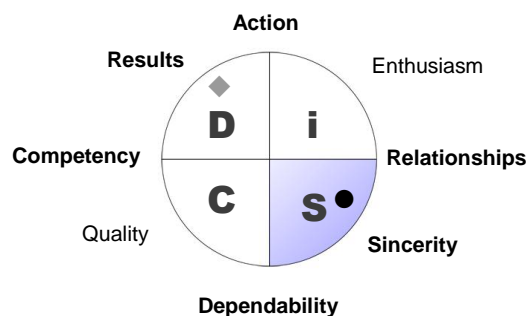 Action
Results
Enthusiasm
D
i
Competency
Relationships
C
S
Quality
Sincerity
Dependability